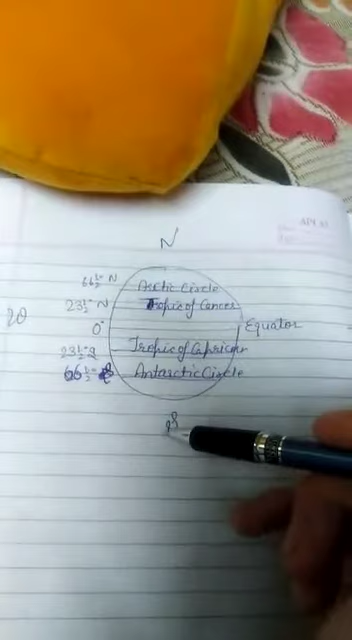 N
66½° N Arctic Circle
23½° N Tropic of Cancer
0° Equator
23½° S Tropic of Capricorn
66½° S Antarctic Circle
S